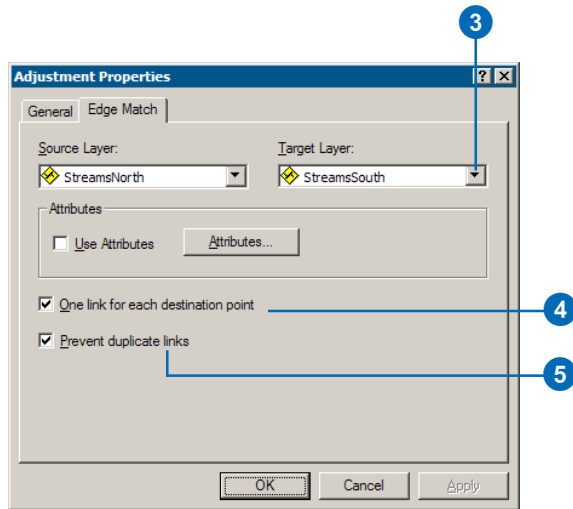 3
Adjustment Properties
General
Edge Match
Source Layer:
Target Layer:
StreamsNorth
StreamsSouth
Attributes
Use Attributes
Attributes...
One link for each destination point
4
Prevent duplicate links
5
OK
Cancel
Apply